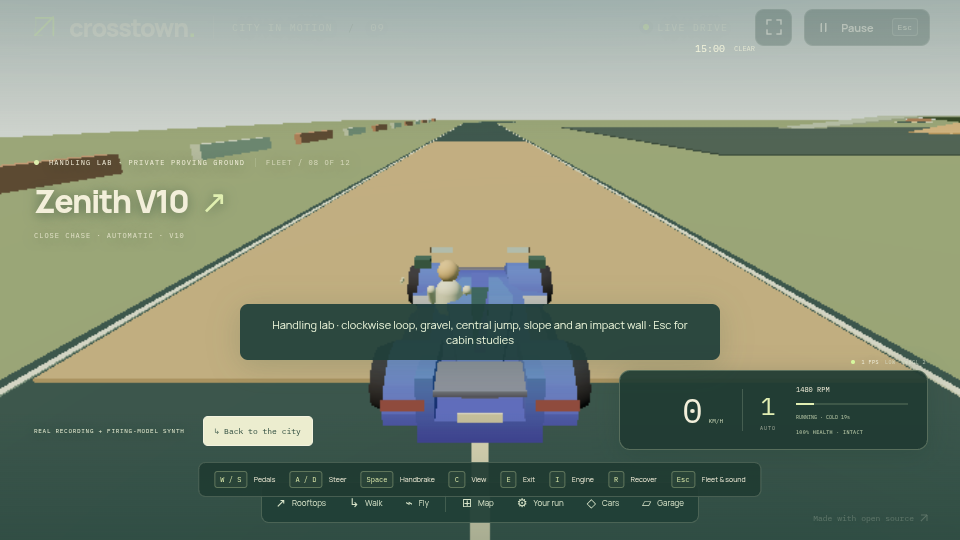 crosstown.
CITY IN MOTION
LIVE DRIVE
Pause Esc
15:00 CLEAR
HANDLING LAB · PRIVATE PROVING GROUND | FLEET / 08 OF 12
Zenith V10 ↗
CLOSE CHASE · AUTOMATIC · V10
Handling lab · clockwise loop, gravel, central jump, slope and an impact wall · Esc for
cabin studies
0 KM/H
1 AUTO
1480 RPM
RUNNING · COLD 19s
100% HEALTH · INTACT
REAL RECORDING + FIRING-MODEL SYNTH
↳ Back to the city
W / S Pedals A / D Steer Space Handbrake C View E Exit I Engine R Recover Esc Fleet & sound
Rooftops Walk Fly Map Your run Cars Garage
Made with open source ↗